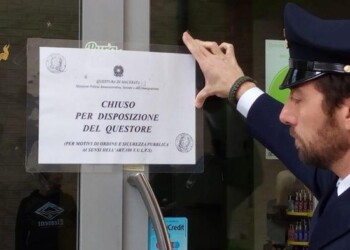 QUESTURA DI MACERATA
CHIUSO
PER DISPOSIZIONE
DEL QUESTORE
(PER MOTIVI DI ORDINE E SICUREZZA PUBBLICA
AI SENSI DELL'ART.100 T.U.L.P.S.)
Credit